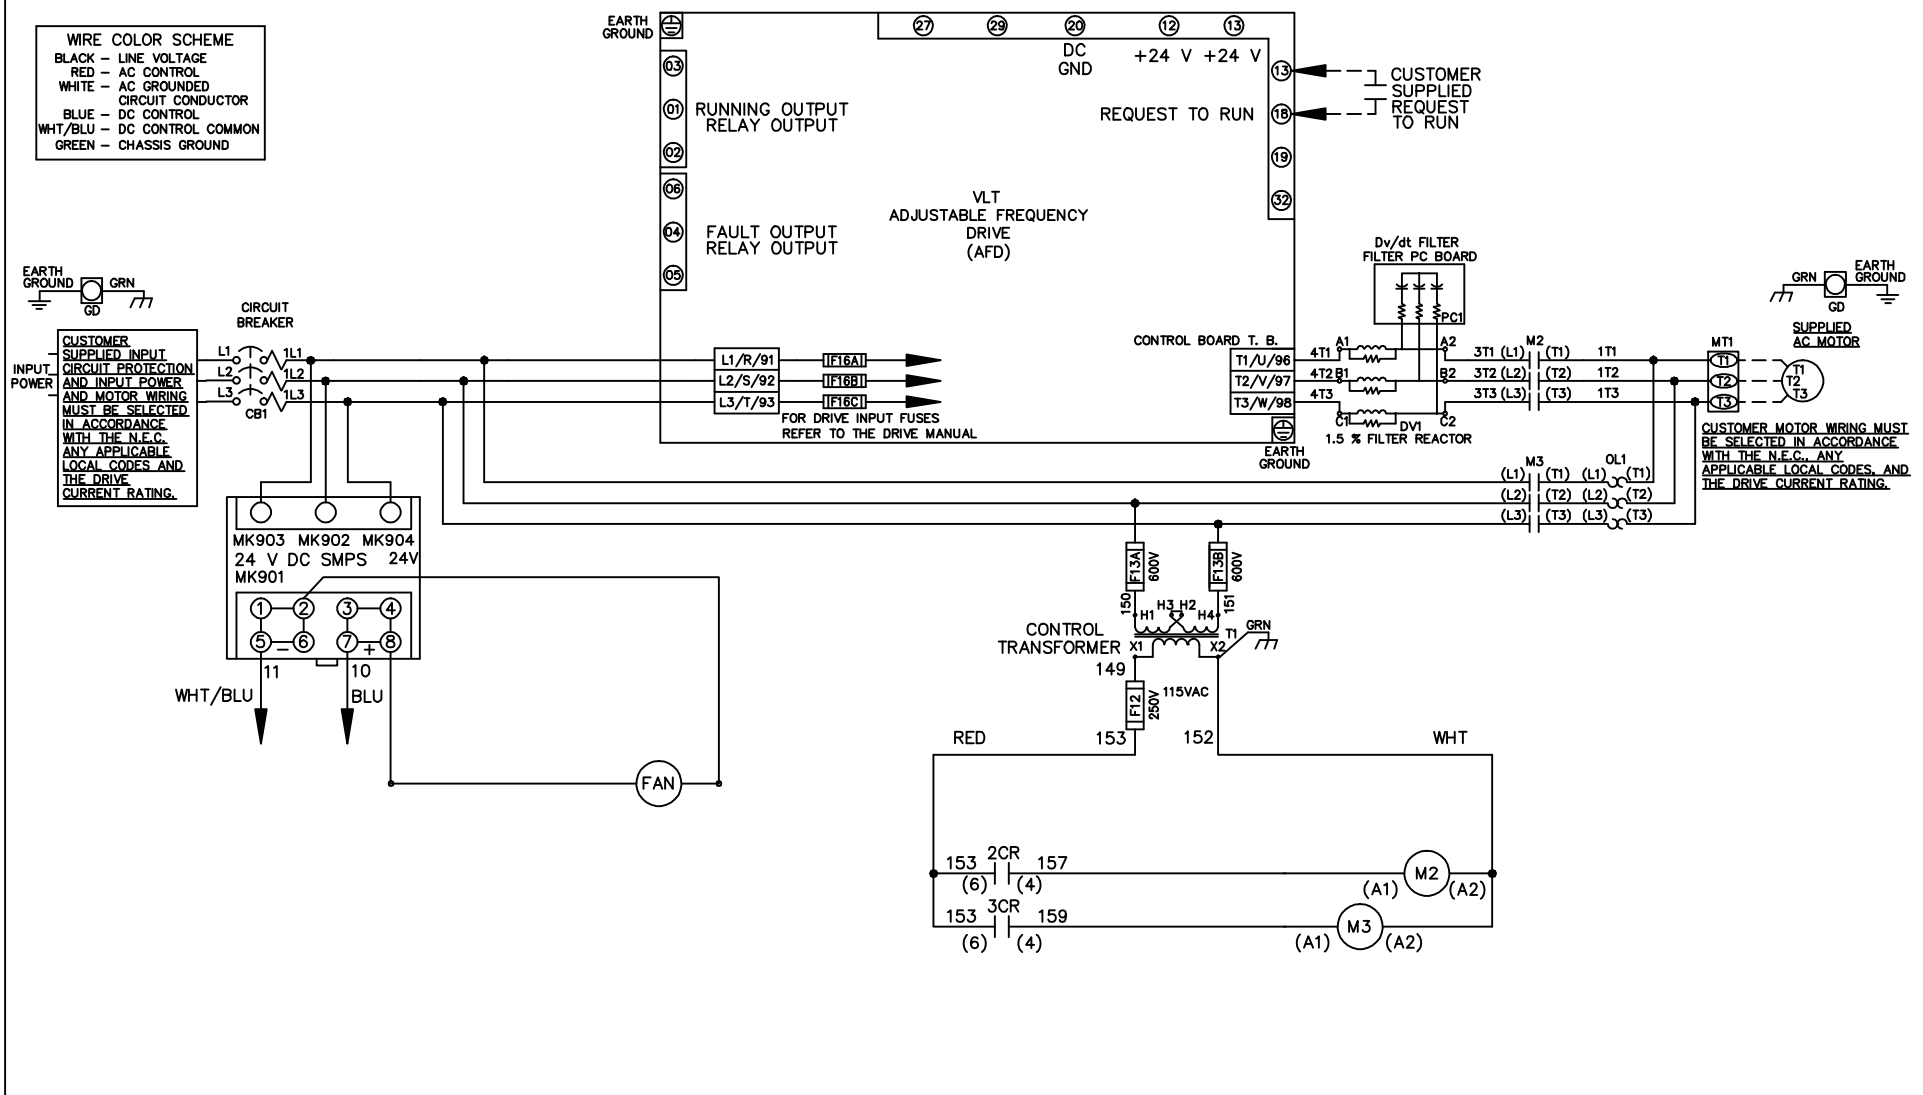 WIRE COLOR SCHEME
BLACK – LINE VOLTAGE
RED – AC CONTROL
WHITE – AC GROUNDED
CIRCUIT CONDUCTOR
BLUE – DC CONTROL
WHT/BLU – DC CONTROL COMMON
GREEN – CHASSIS GROUND
EARTH
GROUND
27 29 20 12 13
DC
GND
+24 V +24 V
03
01
02
RUNNING OUTPUT
RELAY OUTPUT
06
04
05
FAULT OUTPUT
RELAY OUTPUT
REQUEST TO RUN
13
18
19
32
CUSTOMER
SUPPLIED
REQUEST
TO RUN
VLT
ADJUSTABLE FREQUENCY
DRIVE
(AFD)
Dv/dt FILTER
FILTER PC BOARD
PC1
EARTH
GROUND
GRN
GD
GRN
EARTH
GROUND
GD
SUPPLIED
AC MOTOR
INPUT
POWER
CUSTOMER
SUPPLIED INPUT
CIRCUIT PROTECTION
AND INPUT POWER
AND MOTOR WIRING
MUST BE SELECTED
IN ACCORDANCE
WITH THE N.E.C.
ANY APPLICABLE
LOCAL CODES AND
THE DRIVE
CURRENT RATING.
CIRCUIT
BREAKER
L1 1L1
L2 1L2
L3 1L3
CB1
L1/R/91 F16A
L2/S/92 F16B
L3/T/93 F16C
FOR DRIVE INPUT FUSES
REFER TO THE DRIVE MANUAL
CONTROL BOARD T. B.
T1/U/96
T2/V/97
T3/W/98
EARTH
GROUND
4T1 A1 A2 3T1 (L1) M2 (T1) 1T1
4T2 B1 B2 3T2 (L2) (T2) 1T2
4T3 C1 C2 3T3 (L3) (T3) 1T3
DV1
1.5 % FILTER REACTOR
MT1
T1
T2
T3
T1
T2
T3
CUSTOMER MOTOR WIRING MUST
BE SELECTED IN ACCORDANCE
WITH THE N.E.C., ANY
APPLICABLE LOCAL CODES, AND
THE DRIVE CURRENT RATING.
M3 OL1
(L1) (T1) (L1) (T1)
(L2) (T2) (L2) (T2)
(L3) (T3) (L3) (T3)
MK903 MK902 MK904
24 V DC SMPS 24V
MK901
1 2 3 4
5 – 6 7 + 8
11
10
WHT/BLU
BLU
FAN
F13A
600V
F13B
600V
150
151
H1 H3 H2 H4
CONTROL
TRANSFORMER
X1 X2
T1
GRN
149
F12
250V
115VAC
153
152
RED
WHT
153 2CR 157
(6) (4)
(A1) M2 (A2)
153 3CR 159
(6) (4)
(A1) M3 (A2)